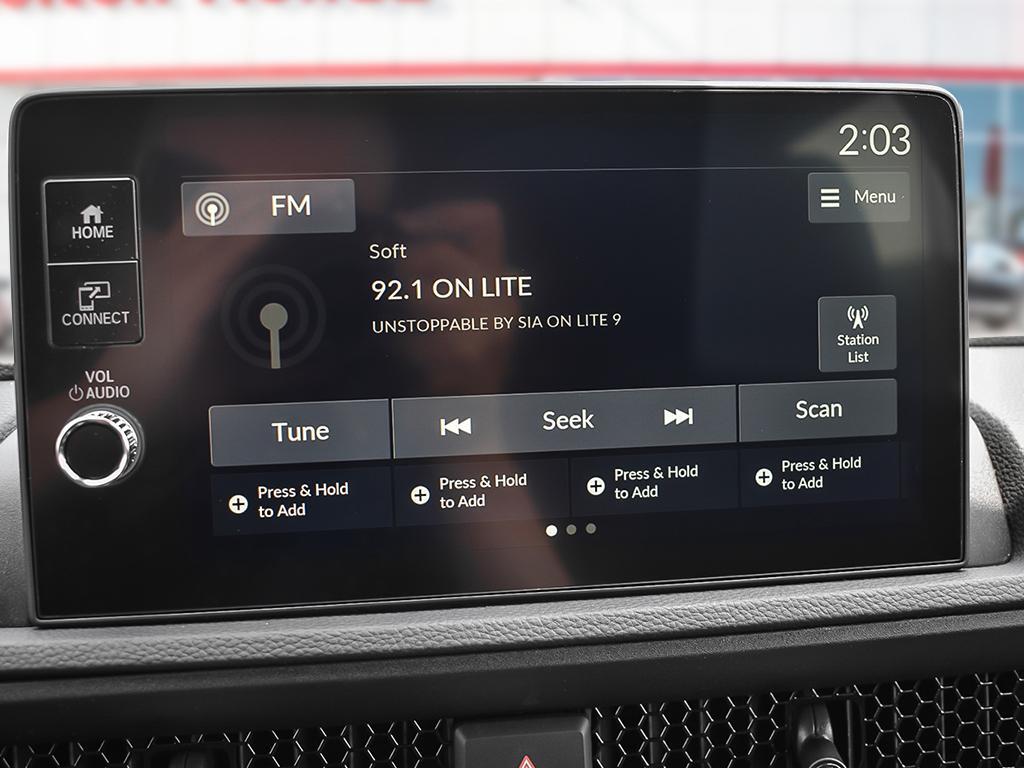 2:03
HOME
FM
Menu
Soft
92.1 ON LITE
UNSTOPPABLE BY SIA ON LITE 9
CONNECT
Station
List
VOL
AUDIO
Tune
Seek
Scan
Press & Hold
to Add
Press & Hold
to Add
Press & Hold
to Add
Press & Hold
to Add